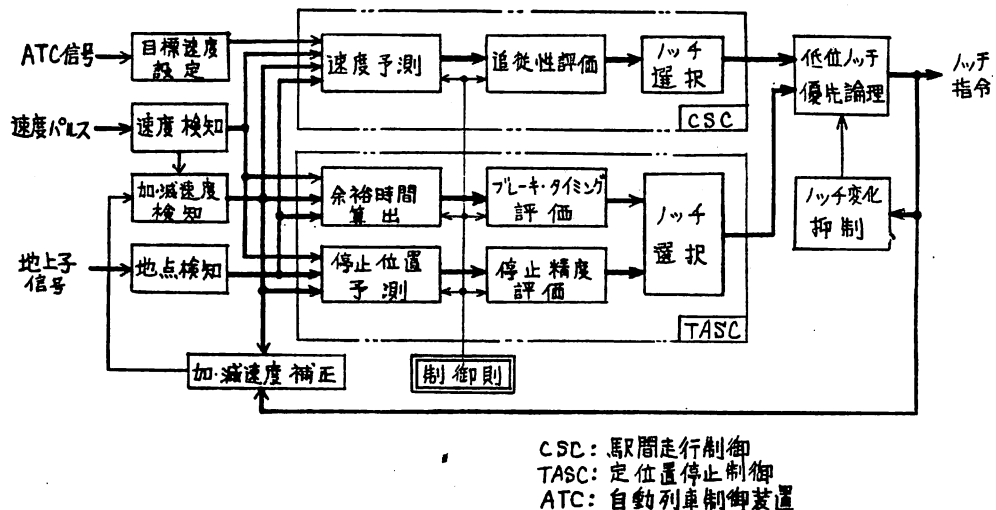 ATC信号
目標速度
設定
速度予測
追従性評価
ノッチ
選択
CSC
低位ノッチ
優先論理
ノッチ
指令
速度パルス
速度検知
加・減速度
検知
余裕時間
算出
ブレーキ・タイミング
評価
ノッチ
選択
ノッチ変化
抑制
地上子
信号
地点検知
停止位置
予測
停止精度
評価
TASC
加・減速度補正
制御則
CSC: 駅間走行制御
TASC: 定位置停止制御
ATC: 自動列車制御装置